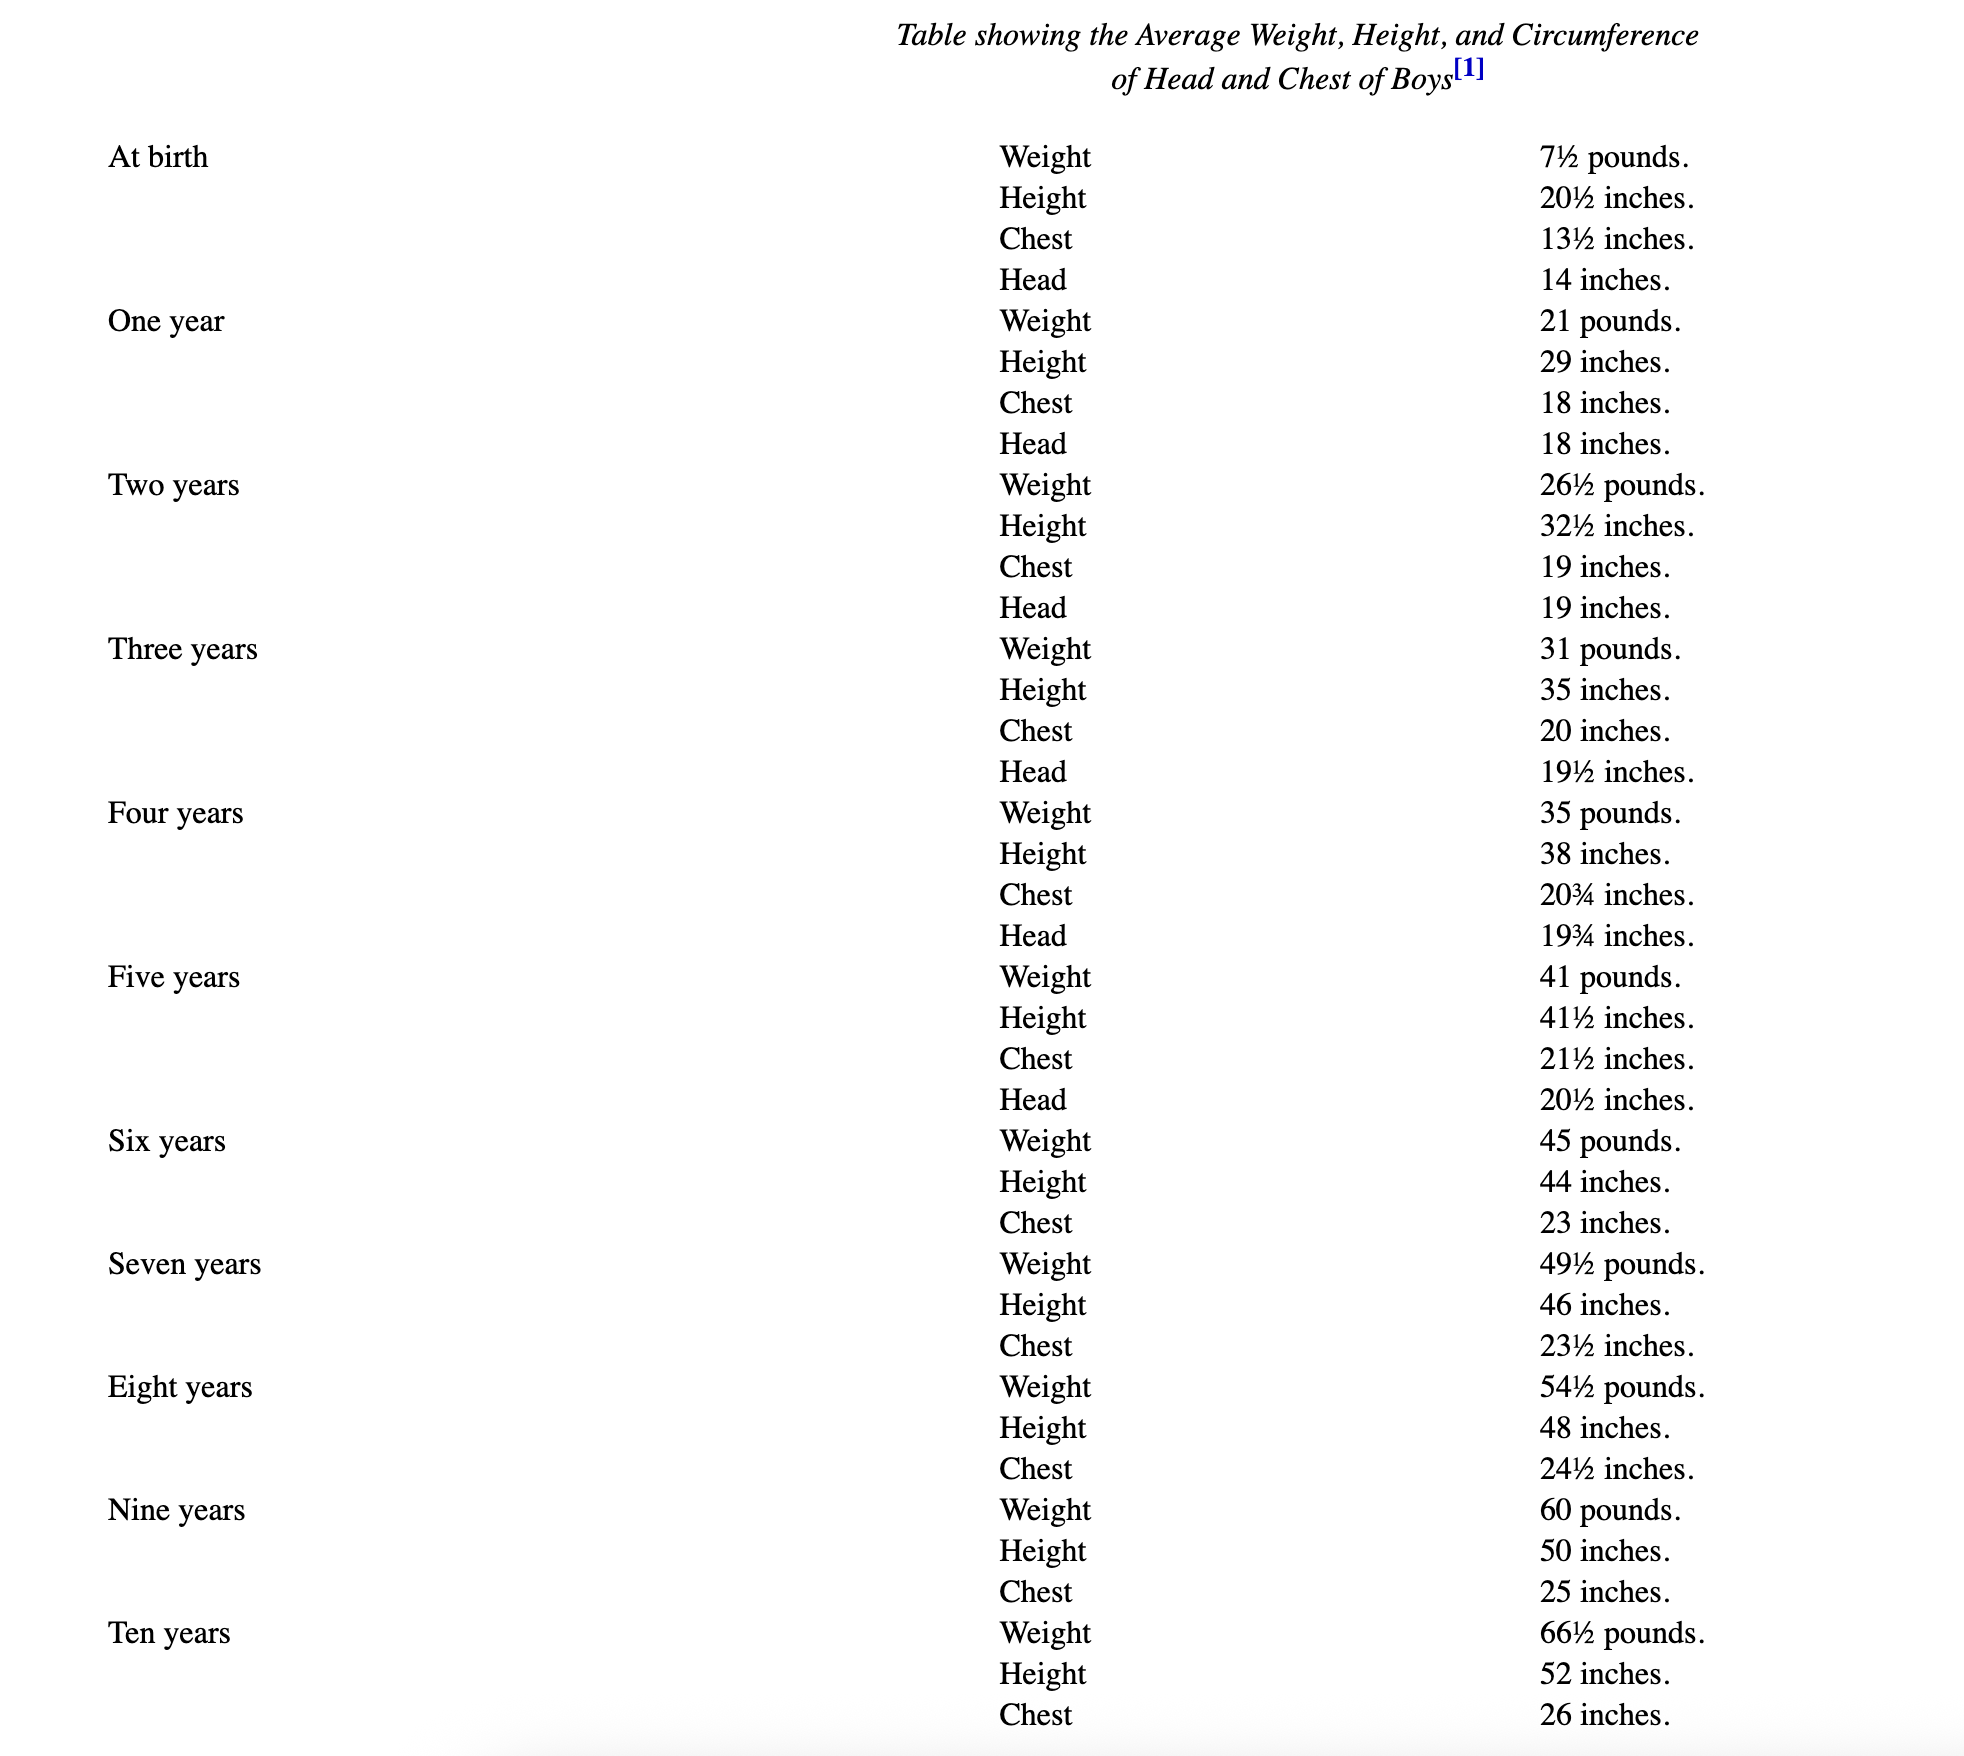 Table showing the Average Weight, Height, and Circumference
of Head and Chest of Boys[1]
At birth Weight 7½ pounds.
Height 20½ inches.
Chest 13½ inches.
Head 14 inches.
One year Weight 21 pounds.
Height 29 inches.
Chest 18 inches.
Head 18 inches.
Two years Weight 26½ pounds.
Height 32½ inches.
Chest 19 inches.
Head 19 inches.
Three years Weight 31 pounds.
Height 35 inches.
Chest 20 inches.
Head 19½ inches.
Four years Weight 35 pounds.
Height 38 inches.
Chest 20¾ inches.
Head 19¾ inches.
Five years Weight 41 pounds.
Height 41½ inches.
Chest 21½ inches.
Head 20½ inches.
Six years Weight 45 pounds.
Height 44 inches.
Chest 23 inches.
Seven years Weight 49½ pounds.
Height 46 inches.
Chest 23½ inches.
Eight years Weight 54½ pounds.
Height 48 inches.
Chest 24½ inches.
Nine years Weight 60 pounds.
Height 50 inches.
Chest 25 inches.
Ten years Weight 66½ pounds.
Height 52 inches.
Chest 26 inches.